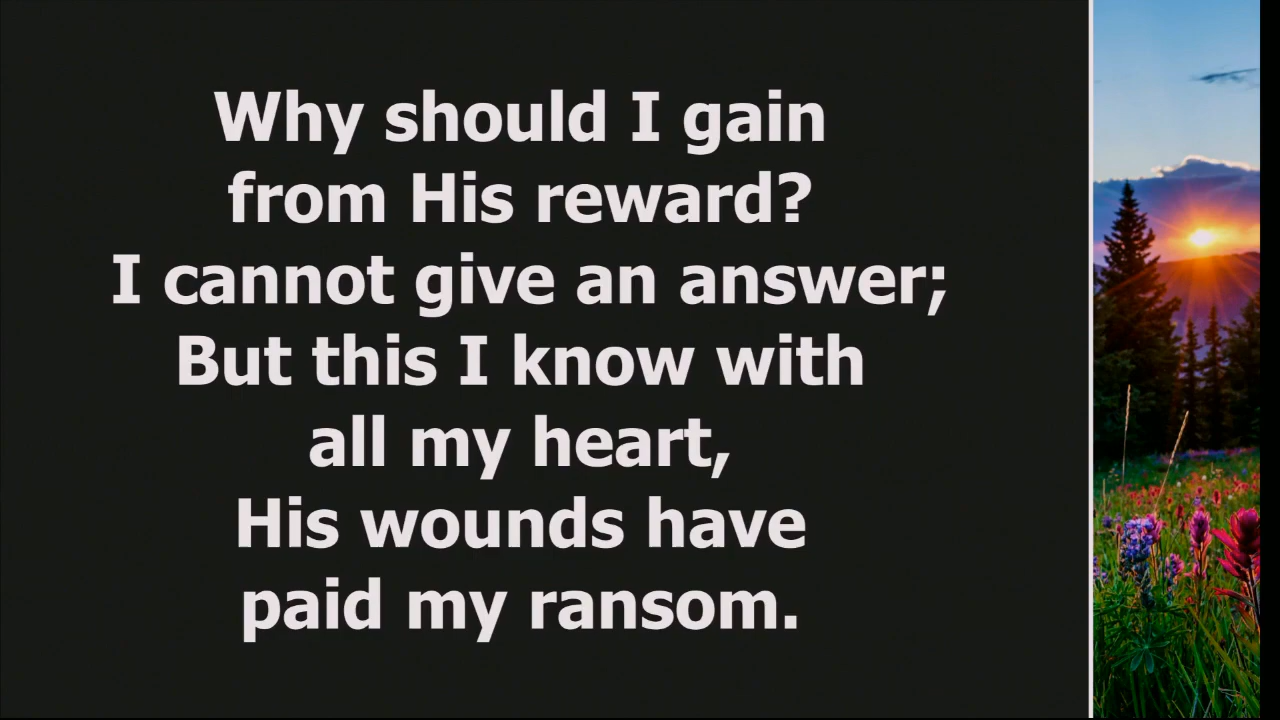 Why should I gain
from His reward?
I cannot give an answer;
But this I know with
all my heart,
His wounds have
paid my ransom.